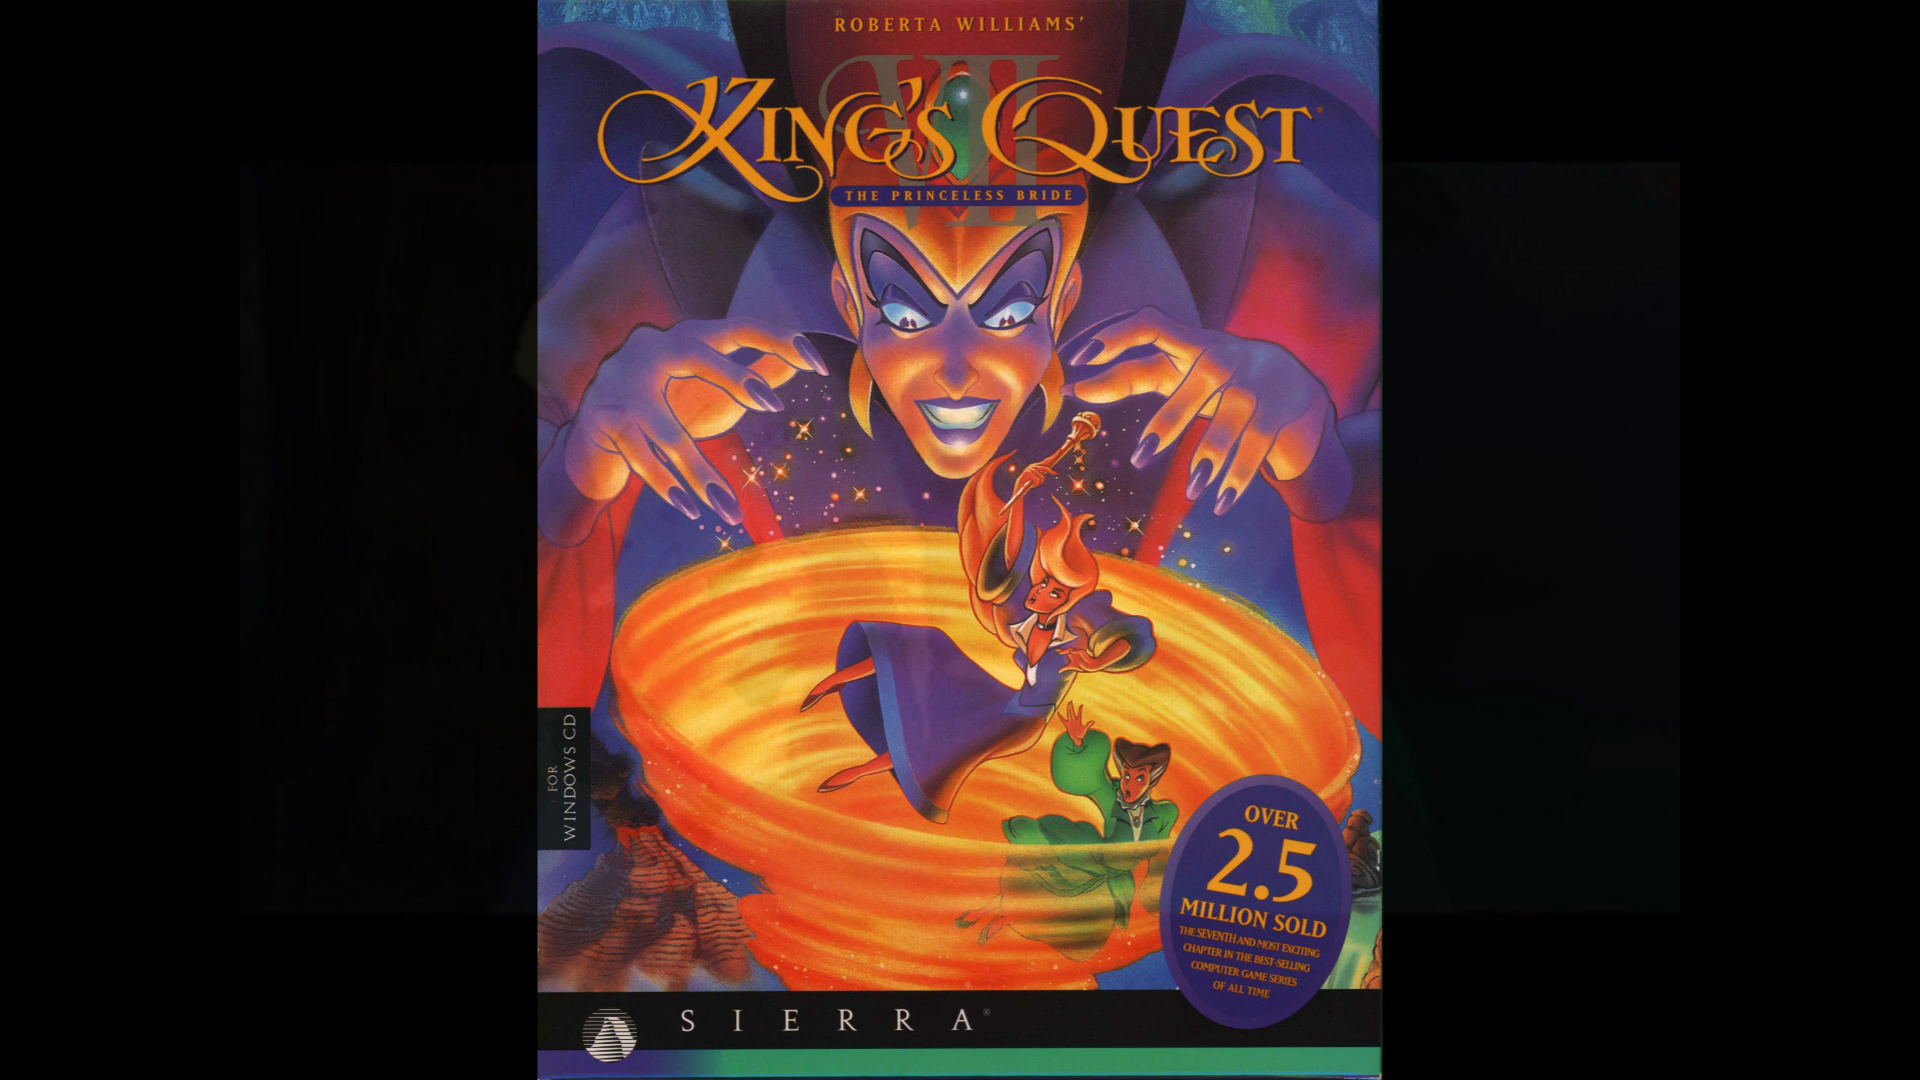 ROBERTA WILLIAMS'
VII
KING'S QUEST®
THE PRINCELESS BRIDE
FOR
WINDOWS CD
OVER
2.5
MILLION SOLD
THE SEVENTH AND MOST EXCITING
CHAPTER IN THE BEST-SELLING
COMPUTER GAME SERIES
OF ALL TIME
SIERRA®